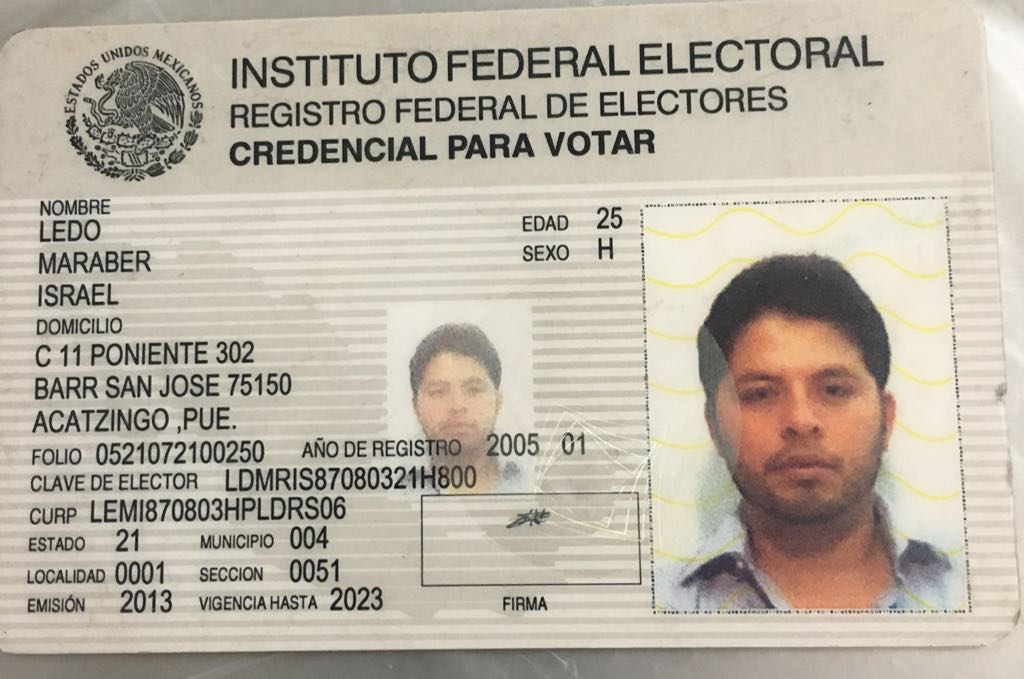 ESTADOS UNIDOS MEXICANOS
INSTITUTO FEDERAL ELECTORAL
REGISTRO FEDERAL DE ELECTORES
CREDENCIAL PARA VOTAR
NOMBRE
LEDO
MARABER
ISRAEL
EDAD 25
SEXO H
DOMICILIO
C 11 PONIENTE 302
BARR SAN JOSE 75150
ACATZINGO ,PUE.
FOLIO 0521072100250 AÑO DE REGISTRO 2005 01
CLAVE DE ELECTOR LDMRIS87080321H800
CURP LEMI870803HPLDRS06
ESTADO 21 MUNICIPIO 004
LOCALIDAD 0001 SECCION 0051
EMISIÓN 2013 VIGENCIA HASTA 2023
FIRMA